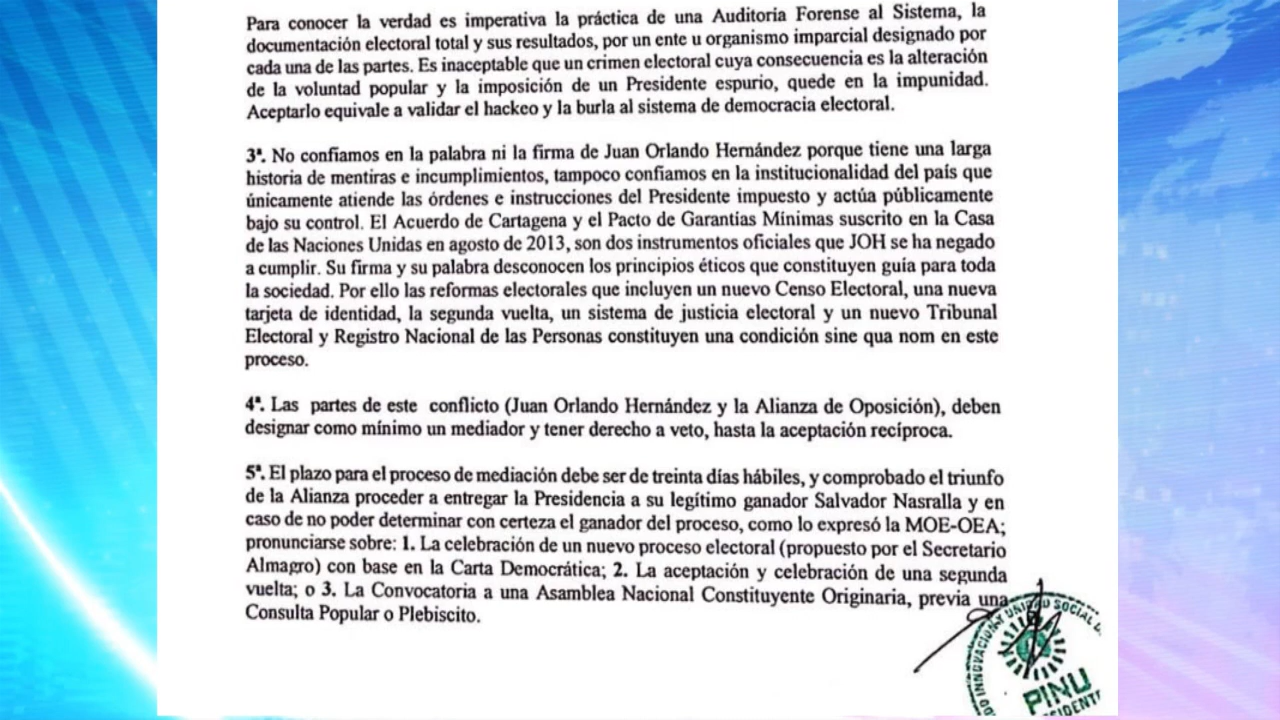 Para conocer la verdad es imperativa la práctica de una Auditoría Forense al Sistema, la
documentación electoral total y sus resultados, por un ente u organismo imparcial designado por
cada una de las partes. Es inaceptable que un crimen electoral cuya consecuencia es la alteración
de la voluntad popular y la imposición de un Presidente espurio, quede en la impunidad.
Aceptarlo equivale a validar el hackeo y la burla al sistema de democracia electoral.
3ª. No confiamos en la palabra ni la firma de Juan Orlando Hernández porque tiene una larga
historia de mentiras e incumplimientos, tampoco confiamos en la institucionalidad del país que
únicamente atiende las órdenes e instrucciones del Presidente impuesto y actúa públicamente
bajo su control. El Acuerdo de Cartagena y el Pacto de Garantías Mínimas suscrito en la Casa
de las Naciones Unidas en agosto de 2013, son dos instrumentos oficiales que JOH se ha negado
a cumplir. Su firma y su palabra desconocen los principios éticos que constituyen guía para toda
la sociedad. Por ello las reformas electorales que incluyen un nuevo Censo Electoral, una nueva
tarjeta de identidad, la segunda vuelta, un sistema de justicia electoral y un nuevo Tribunal
Electoral y Registro Nacional de las Personas constituyen una condición sine qua nom en este
proceso.
4ª. Las partes de este conflicto (Juan Orlando Hernández y la Alianza de Oposición), deben
designar como mínimo un mediador y tener derecho a veto, hasta la aceptación recíproca.
5ª. El plazo para el proceso de mediación debe ser de treinta días hábiles, y comprobado el triunfo
de la Alianza proceder a entregar la Presidencia a su legítimo ganador Salvador Nasralla y en
caso de no poder determinar con certeza el ganador del proceso, como lo expresó la MOE-OEA;
pronunciarse sobre: 1. La celebración de un nuevo proceso electoral (propuesto por el Secretario
Almagro) con base en la Carta Democrática; 2. La aceptación y celebración de una segunda
vuelta; o 3. La Convocatoria a una Asamblea Nacional Constituyente Originaria, previa una
Consulta Popular o Plebiscito.
INNOVACION Y UNIDAD SOCIAL
PINU